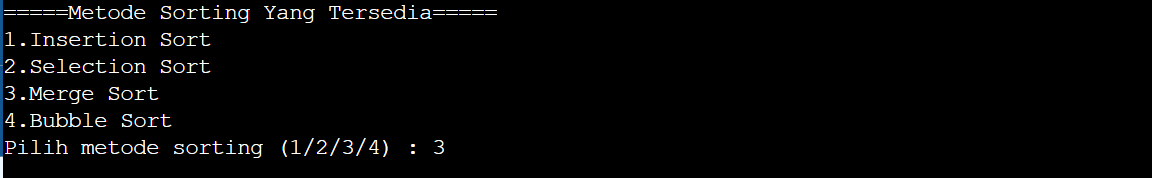 =====Metode Sorting Yang Tersedia=====
1.Insertion Sort
2.Selection Sort
3.Merge Sort
4.Bubble Sort
Pilih metode sorting (1/2/3/4) : 3